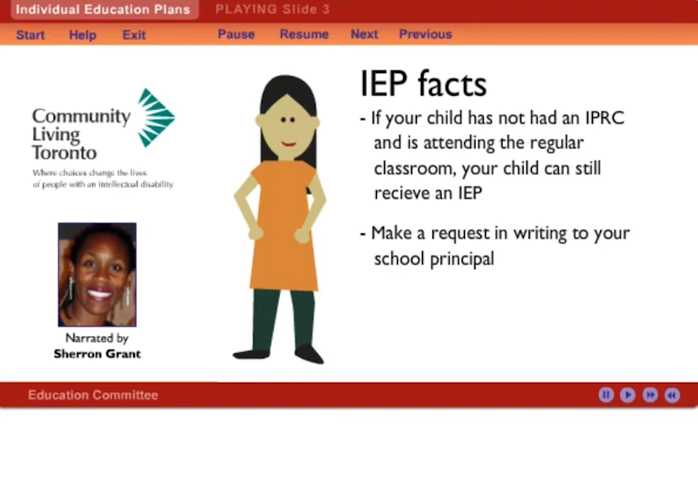 Individual Education Plans PLAYING Slide 3
Start Help Exit Pause Resume Next Previous
Community
Living
Toronto
Where choices change the lives
of people with an intellectual disability
Narrated by
Sherron Grant
IEP facts
- If your child has not had an IPRC
and is attending the regular
classroom, your child can still
recieve an IEP
- Make a request in writing to your
school principal
Education Committee